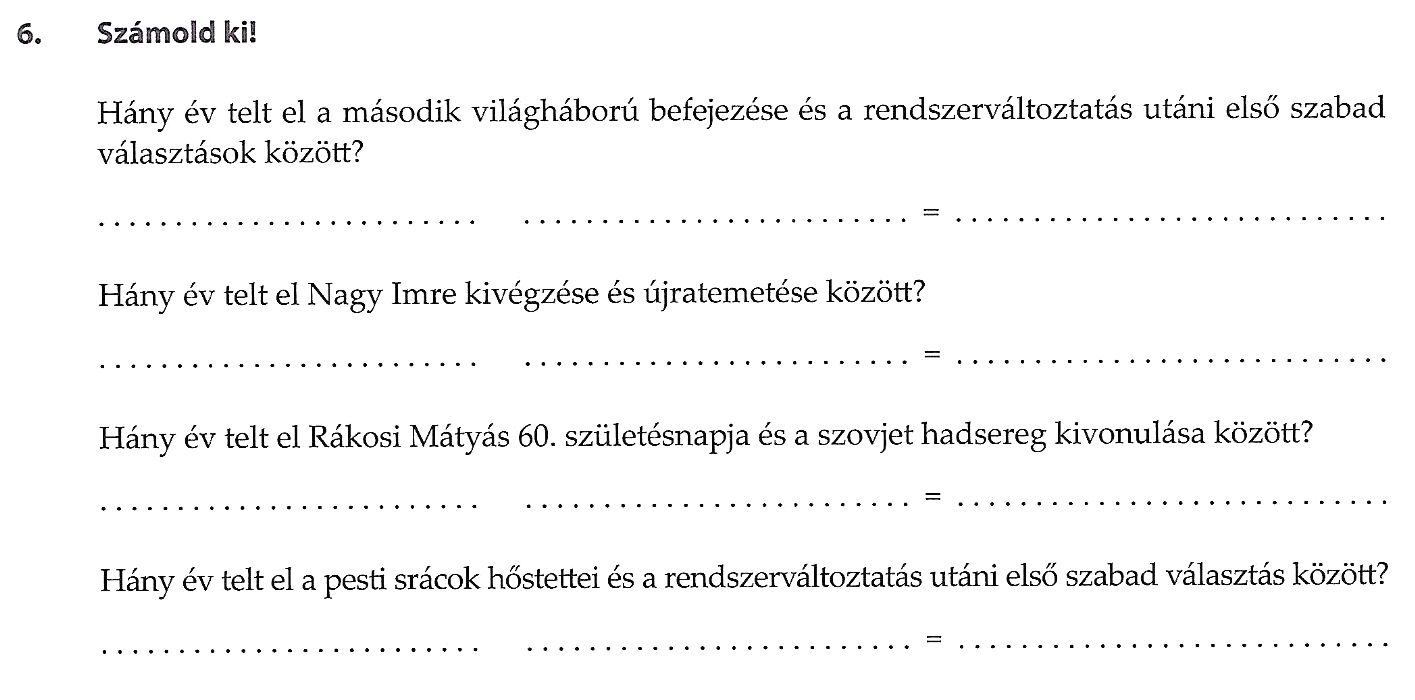 6. Számold ki!
Hány év telt el a második világháború befejezése és a rendszerváltoztatás utáni első szabad
választások között?
......................... ......................... = ............................
Hány év telt el Nagy Imre kivégzése és újratemetése között?
......................... ......................... = ............................
Hány év telt el Rákosi Mátyás 60. születésnapja és a szovjet hadsereg kivonulása között?
......................... ......................... = ............................
Hány év telt el a pesti srácok hőstettei és a rendszerváltoztatás utáni első szabad választás között?
......................... ......................... = ............................